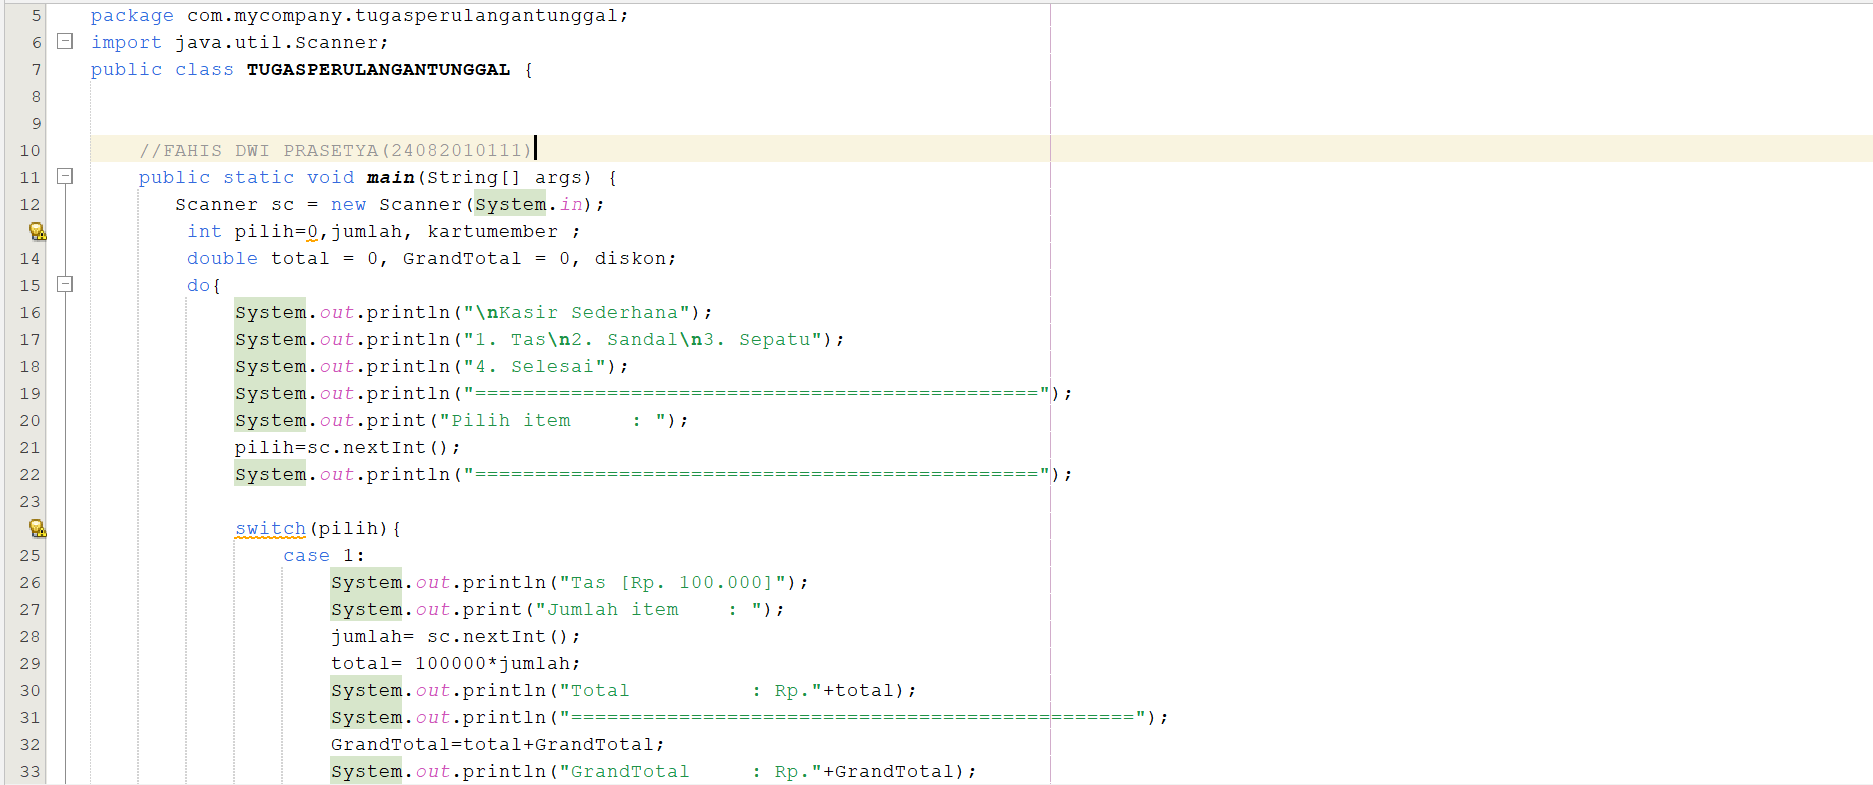 5 package com.mycompany.tugasperulangantunggal;
6 import java.util.Scanner;
7 public class TUGASPERULANGANTUNGGAL {
8
9
10 //FAHIS DWI PRASETYA(24082010111)
11 public static void main(String[] args) {
12 Scanner sc = new Scanner(System.in);
int pilih=0,jumlah, kartumember ;
14 double total = 0, GrandTotal = 0, diskon;
15 do{
16 System.out.println("\nKasir Sederhana");
17 System.out.println("1. Tas\n2. Sandal\n3. Sepatu");
18 System.out.println("4. Selesai");
19 System.out.println("===============================================");
20 System.out.print("Pilih item     : ");
21 pilih=sc.nextInt();
22 System.out.println("===============================================");
23
switch(pilih){
25 case 1:
26 System.out.println("Tas [Rp. 100.000]");
27 System.out.print("Jumlah item    : ");
28 jumlah= sc.nextInt();
29 total= 100000*jumlah;
30 System.out.println("Total          : Rp."+total);
31 System.out.println("===============================================");
32 GrandTotal=total+GrandTotal;
33 System.out.println("GrandTotal     : Rp."+GrandTotal);